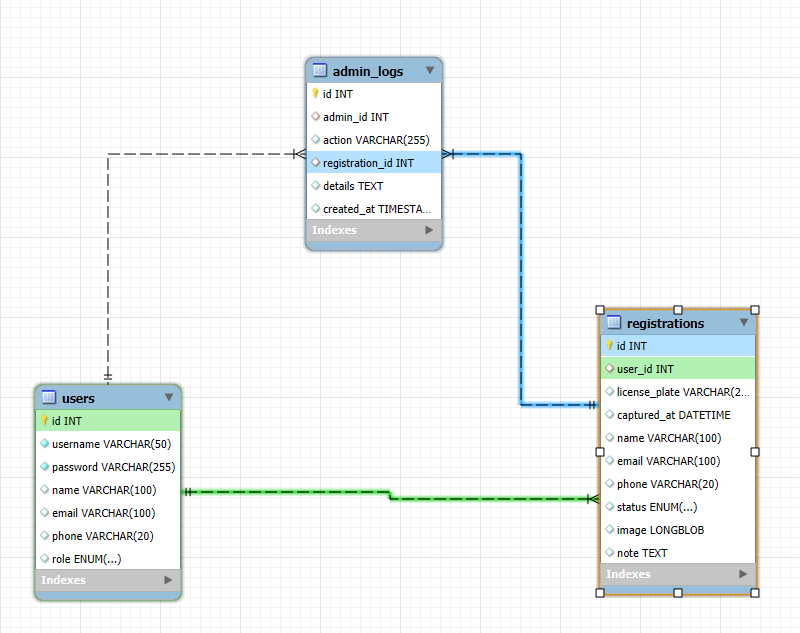 admin_logs
id INT
admin_id INT
action VARCHAR(255)
registration_id INT
details TEXT
created_at TIMESTA...
Indexes
registrations
id INT
user_id INT
license_plate VARCHAR(2...
captured_at DATETIME
name VARCHAR(100)
email VARCHAR(100)
phone VARCHAR(20)
status ENUM(...)
image LONGBLOB
note TEXT
Indexes
users
id INT
username VARCHAR(50)
password VARCHAR(255)
name VARCHAR(100)
email VARCHAR(100)
phone VARCHAR(20)
role ENUM(...)
Indexes